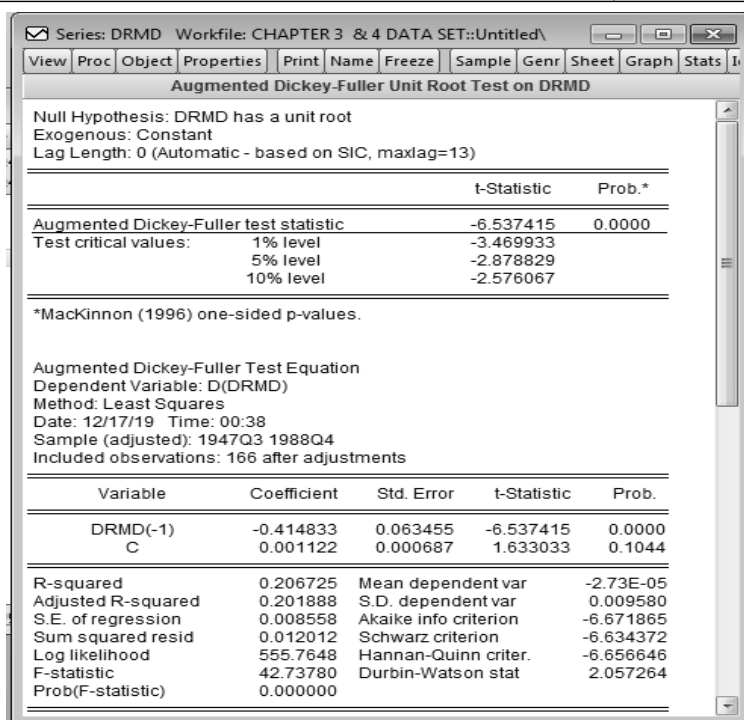 Series: DRMD Workfile: CHAPTER 3 & 4 DATA SET::Untitled\
View Proc Object Properties Print Name Freeze Sample Genr Sheet Graph Stats
Augmented Dickey-Fuller Unit Root Test on DRMD
Null Hypothesis: DRMD has a unit root
Exogenous: Constant
Lag Length: 0 (Automatic - based on SIC, maxlag=13)
t-Statistic Prob.*
Augmented Dickey-Fuller test statistic -6.537415 0.0000
Test critical values: 1% level -3.469933
5% level -2.878829
10% level -2.576067
*MacKinnon (1996) one-sided p-values.
Augmented Dickey-Fuller Test Equation
Dependent Variable: D(DRMD)
Method: Least Squares
Date: 12/17/19 Time: 00:38
Sample (adjusted): 1947Q3 1988Q4
Included observations: 166 after adjustments
Variable Coefficient Std. Error t-Statistic Prob.
DRMD(-1) -0.414833 0.063455 -6.537415 0.0000
C 0.001122 0.000687 1.633033 0.1044
R-squared 0.206725 Mean dependent var -2.73E-05
Adjusted R-squared 0.201888 S.D. dependent var 0.009580
S.E. of regression 0.008558 Akaike info criterion -6.671865
Sum squared resid 0.012012 Schwarz criterion -6.634372
Log likelihood 555.7648 Hannan-Quinn criter. -6.656646
F-statistic 42.73780 Durbin-Watson stat 2.057264
Prob(F-statistic) 0.000000